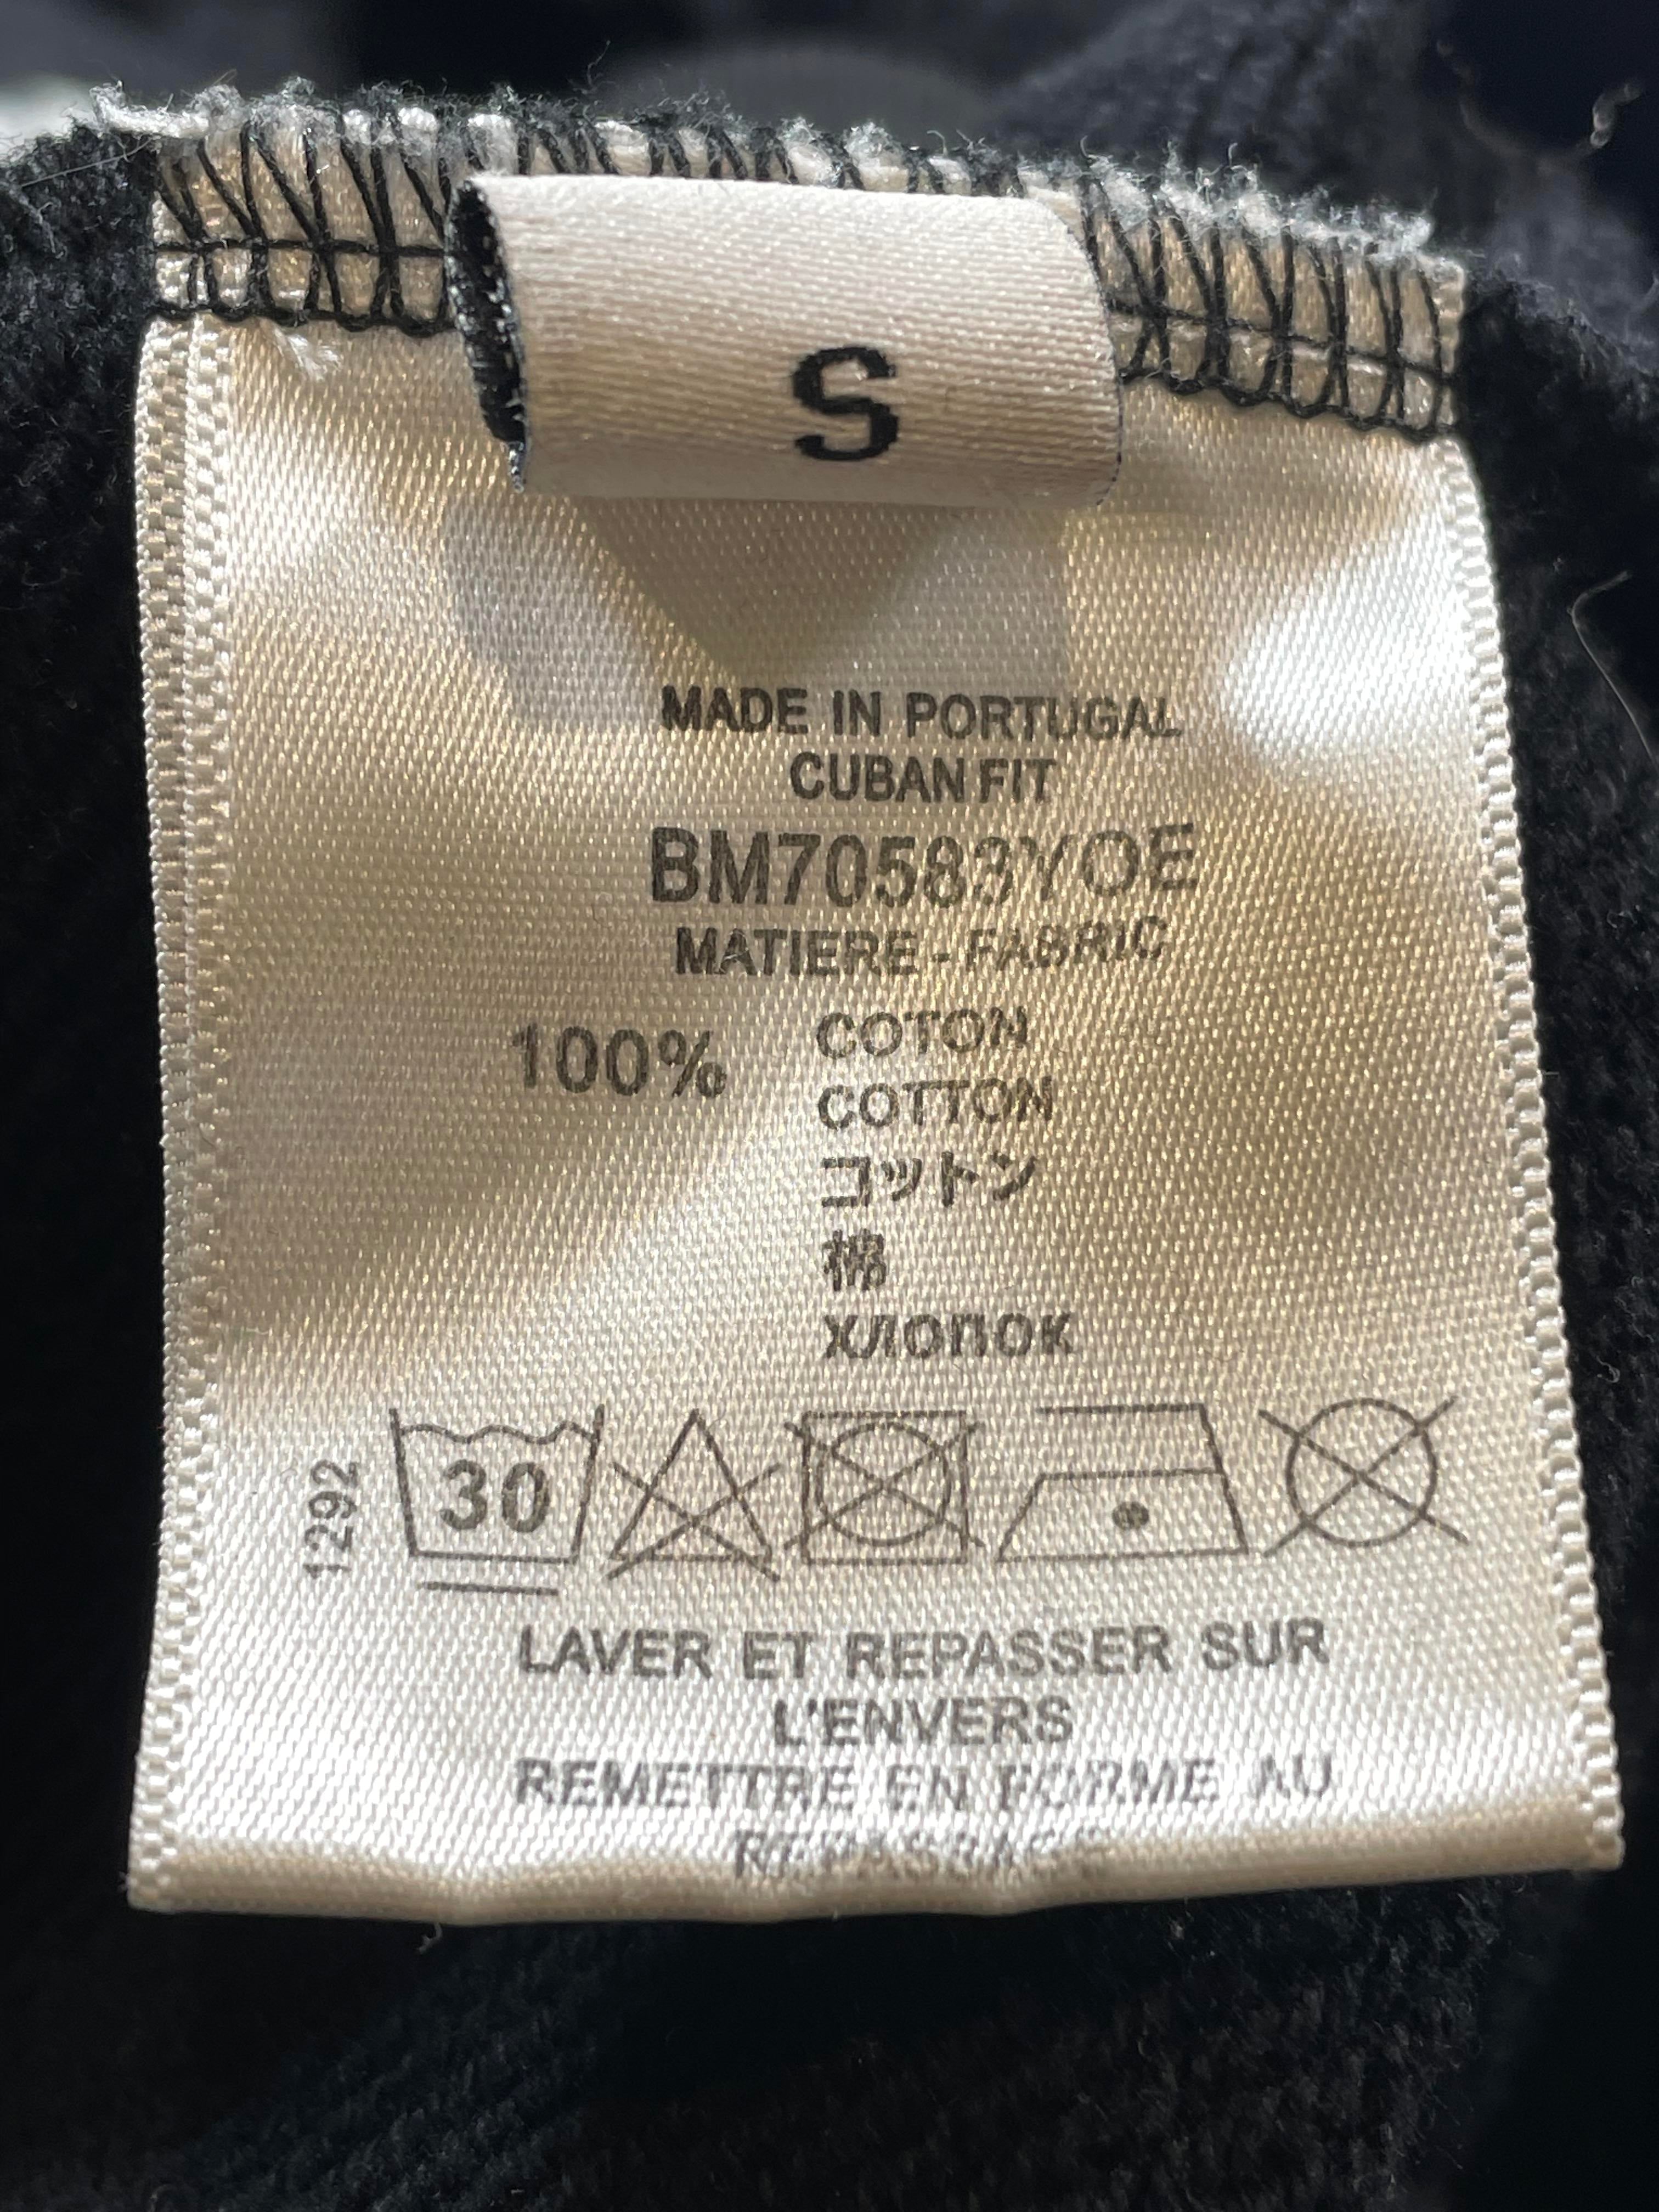 S
MADE IN PORTUGAL
CUBAN FIT
BM70583YOE
MATIERE - FABRIC
100%
COTON
COTTON
コットン
棉
хлопок
1292
30
LAVER ET REPASSER SUR
L'ENVERS
REMETTRE EN FORME AU
REPASSAGE